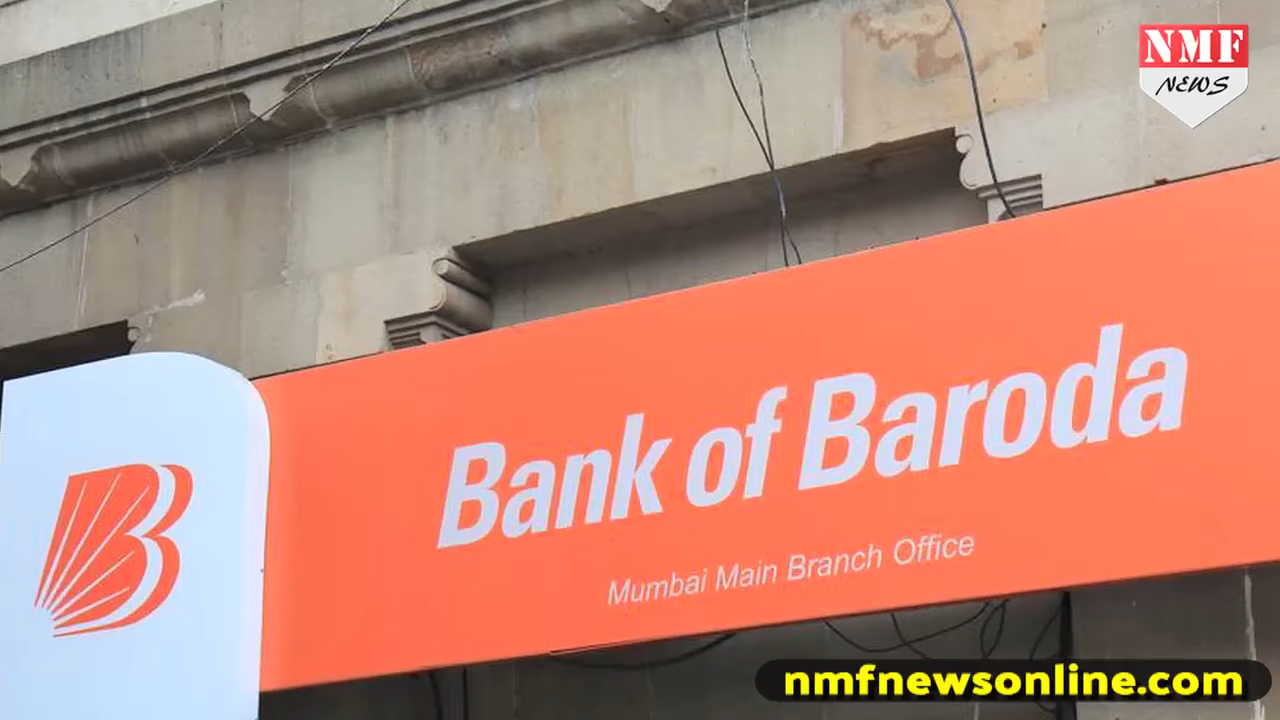 NMF
NEWS
Bank of Baroda
Mumbai Main Branch Office
nmfnewsonline.com